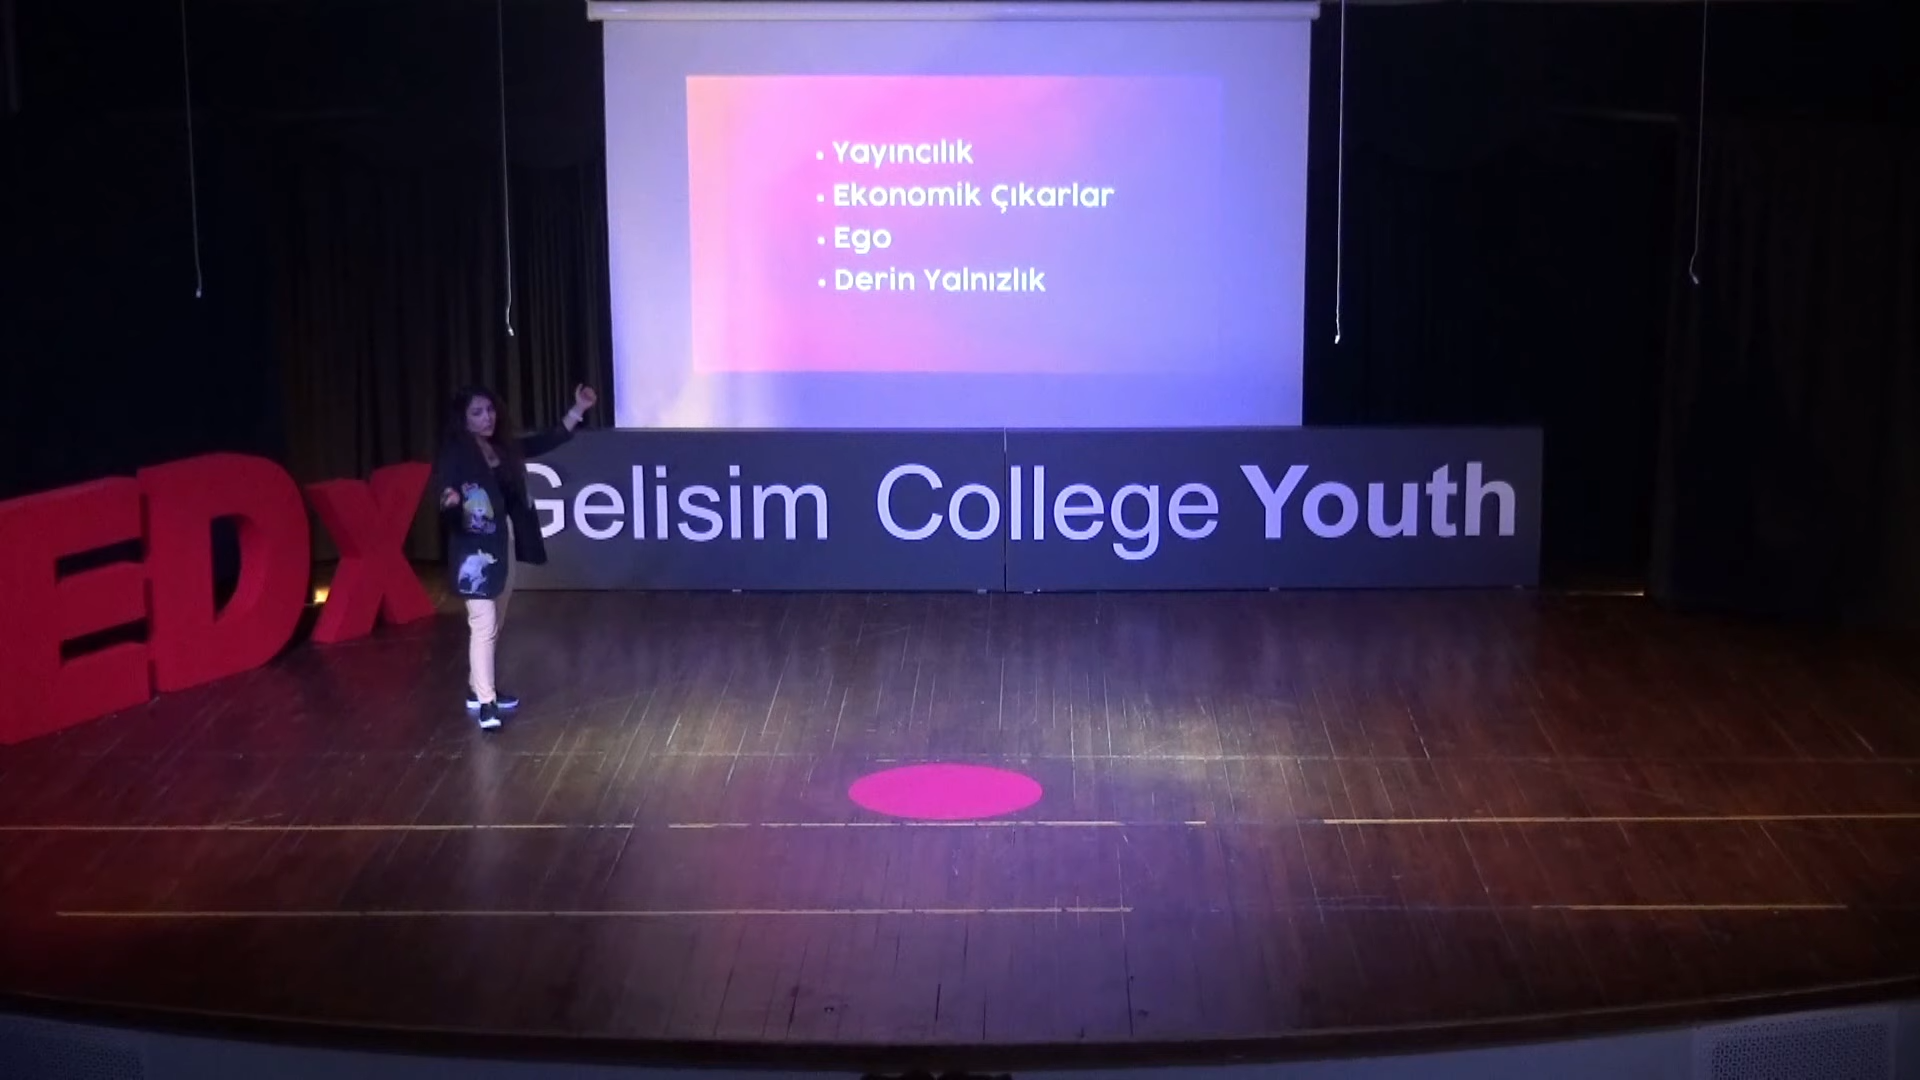 • Yayıncılık
• Ekonomik Çıkarlar
• Ego
• Derin Yalnızlık
EDx Gelisim College Youth